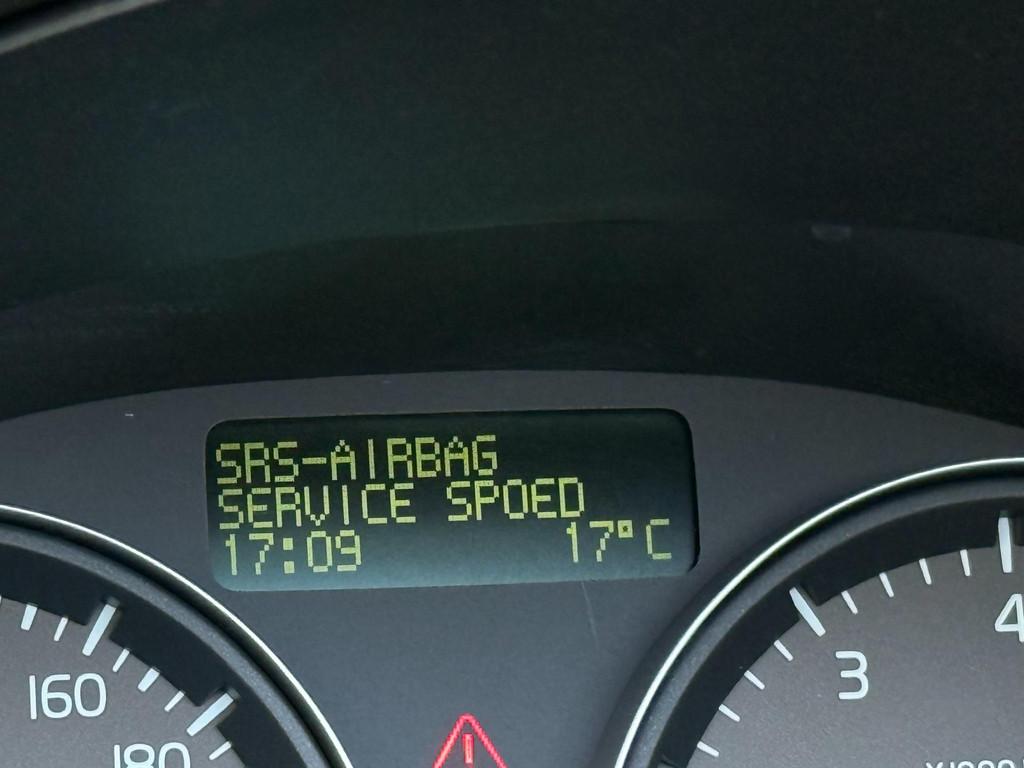 SRS-AIRBAG
SERVICE SPOED
17:09 17°C
160
180
3
4